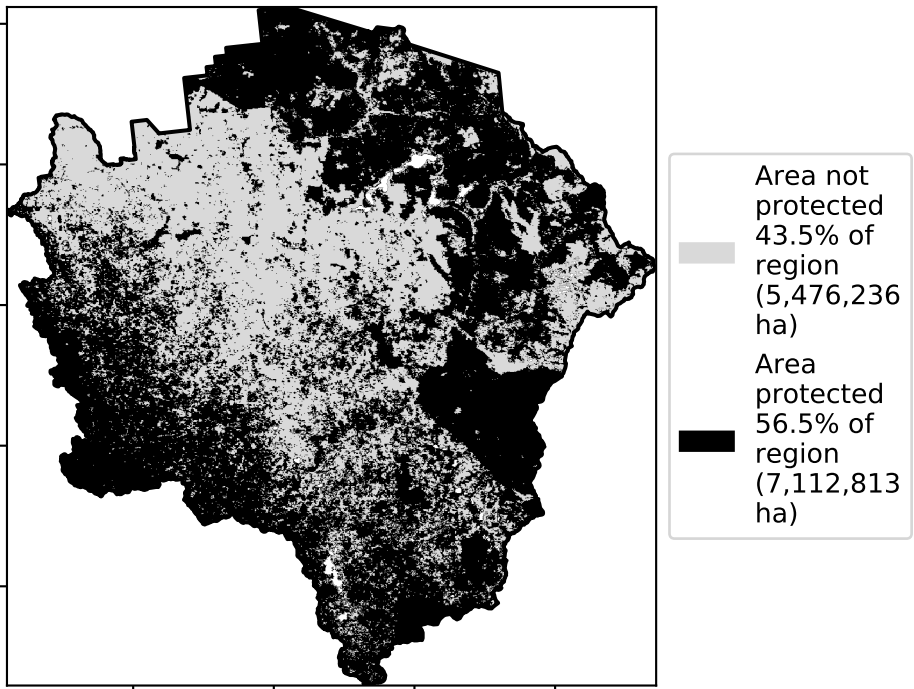 Area not
protected
43.5% of
region
(5,476,236
ha)
Area
protected
56.5% of
region
(7,112,813
ha)